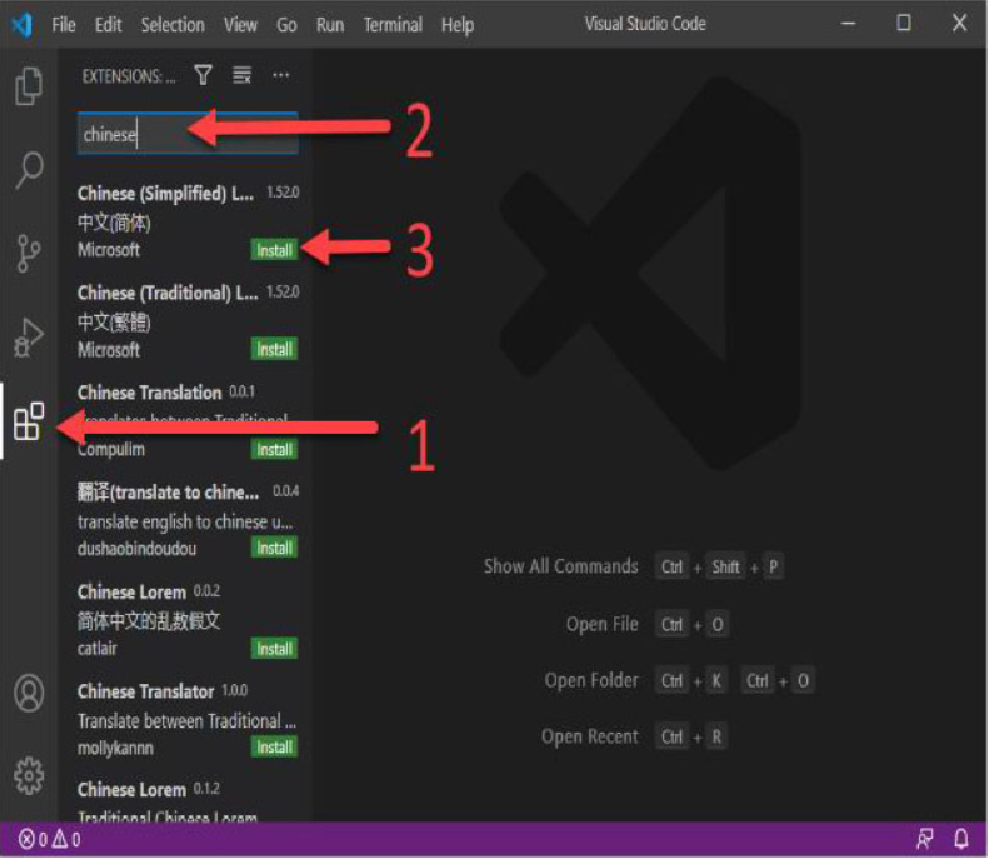 File Edit Selection View Go Run Terminal Help Visual Studio Code
EXTENSIONS: ...
chinese
2
Chinese (Simplified) L... 1.52.0
中文(简体)
Microsoft Install
3
Chinese (Traditional) L... 1.52.0
中文(繁體)
Microsoft Install
Chinese Translation 0.0.1
translates between Traditional
Compulim Install
1
翻译(translate to chine... 0.0.4
translate english to chinese u...
dushaobindoudou Install
Chinese Lorem 0.0.2
简体中文的乱数假文
catlair Install
Chinese Translator 1.0.0
Translate between Traditional ...
mollykannn Install
Chinese Lorem 0.1.2
Traditional Chinese Lorem
Show All Commands Ctrl + Shift + P
Open File Ctrl + O
Open Folder Ctrl + K Ctrl + O
Open Recent Ctrl + R
0 0